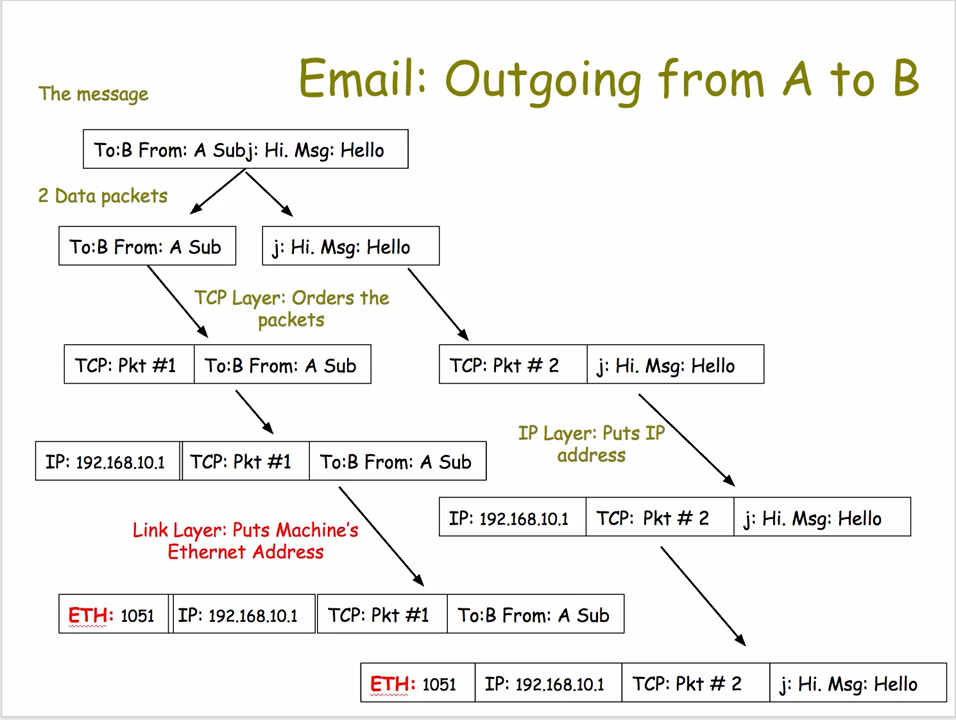 Email: Outgoing from A to B
The message
To:B From: A Subj: Hi. Msg: Hello
2 Data packets
To:B From: A Sub
j: Hi. Msg: Hello
TCP Layer: Orders the
packets
TCP: Pkt #1 To:B From: A Sub
TCP: Pkt # 2 j: Hi. Msg: Hello
IP Layer: Puts IP
address
IP: 192.168.10.1 TCP: Pkt #1 To:B From: A Sub
IP: 192.168.10.1 TCP: Pkt # 2 j: Hi. Msg: Hello
Link Layer: Puts Machine's
Ethernet Address
ETH: 1051 IP: 192.168.10.1 TCP: Pkt #1 To:B From: A Sub
ETH: 1051 IP: 192.168.10.1 TCP: Pkt # 2 j: Hi. Msg: Hello